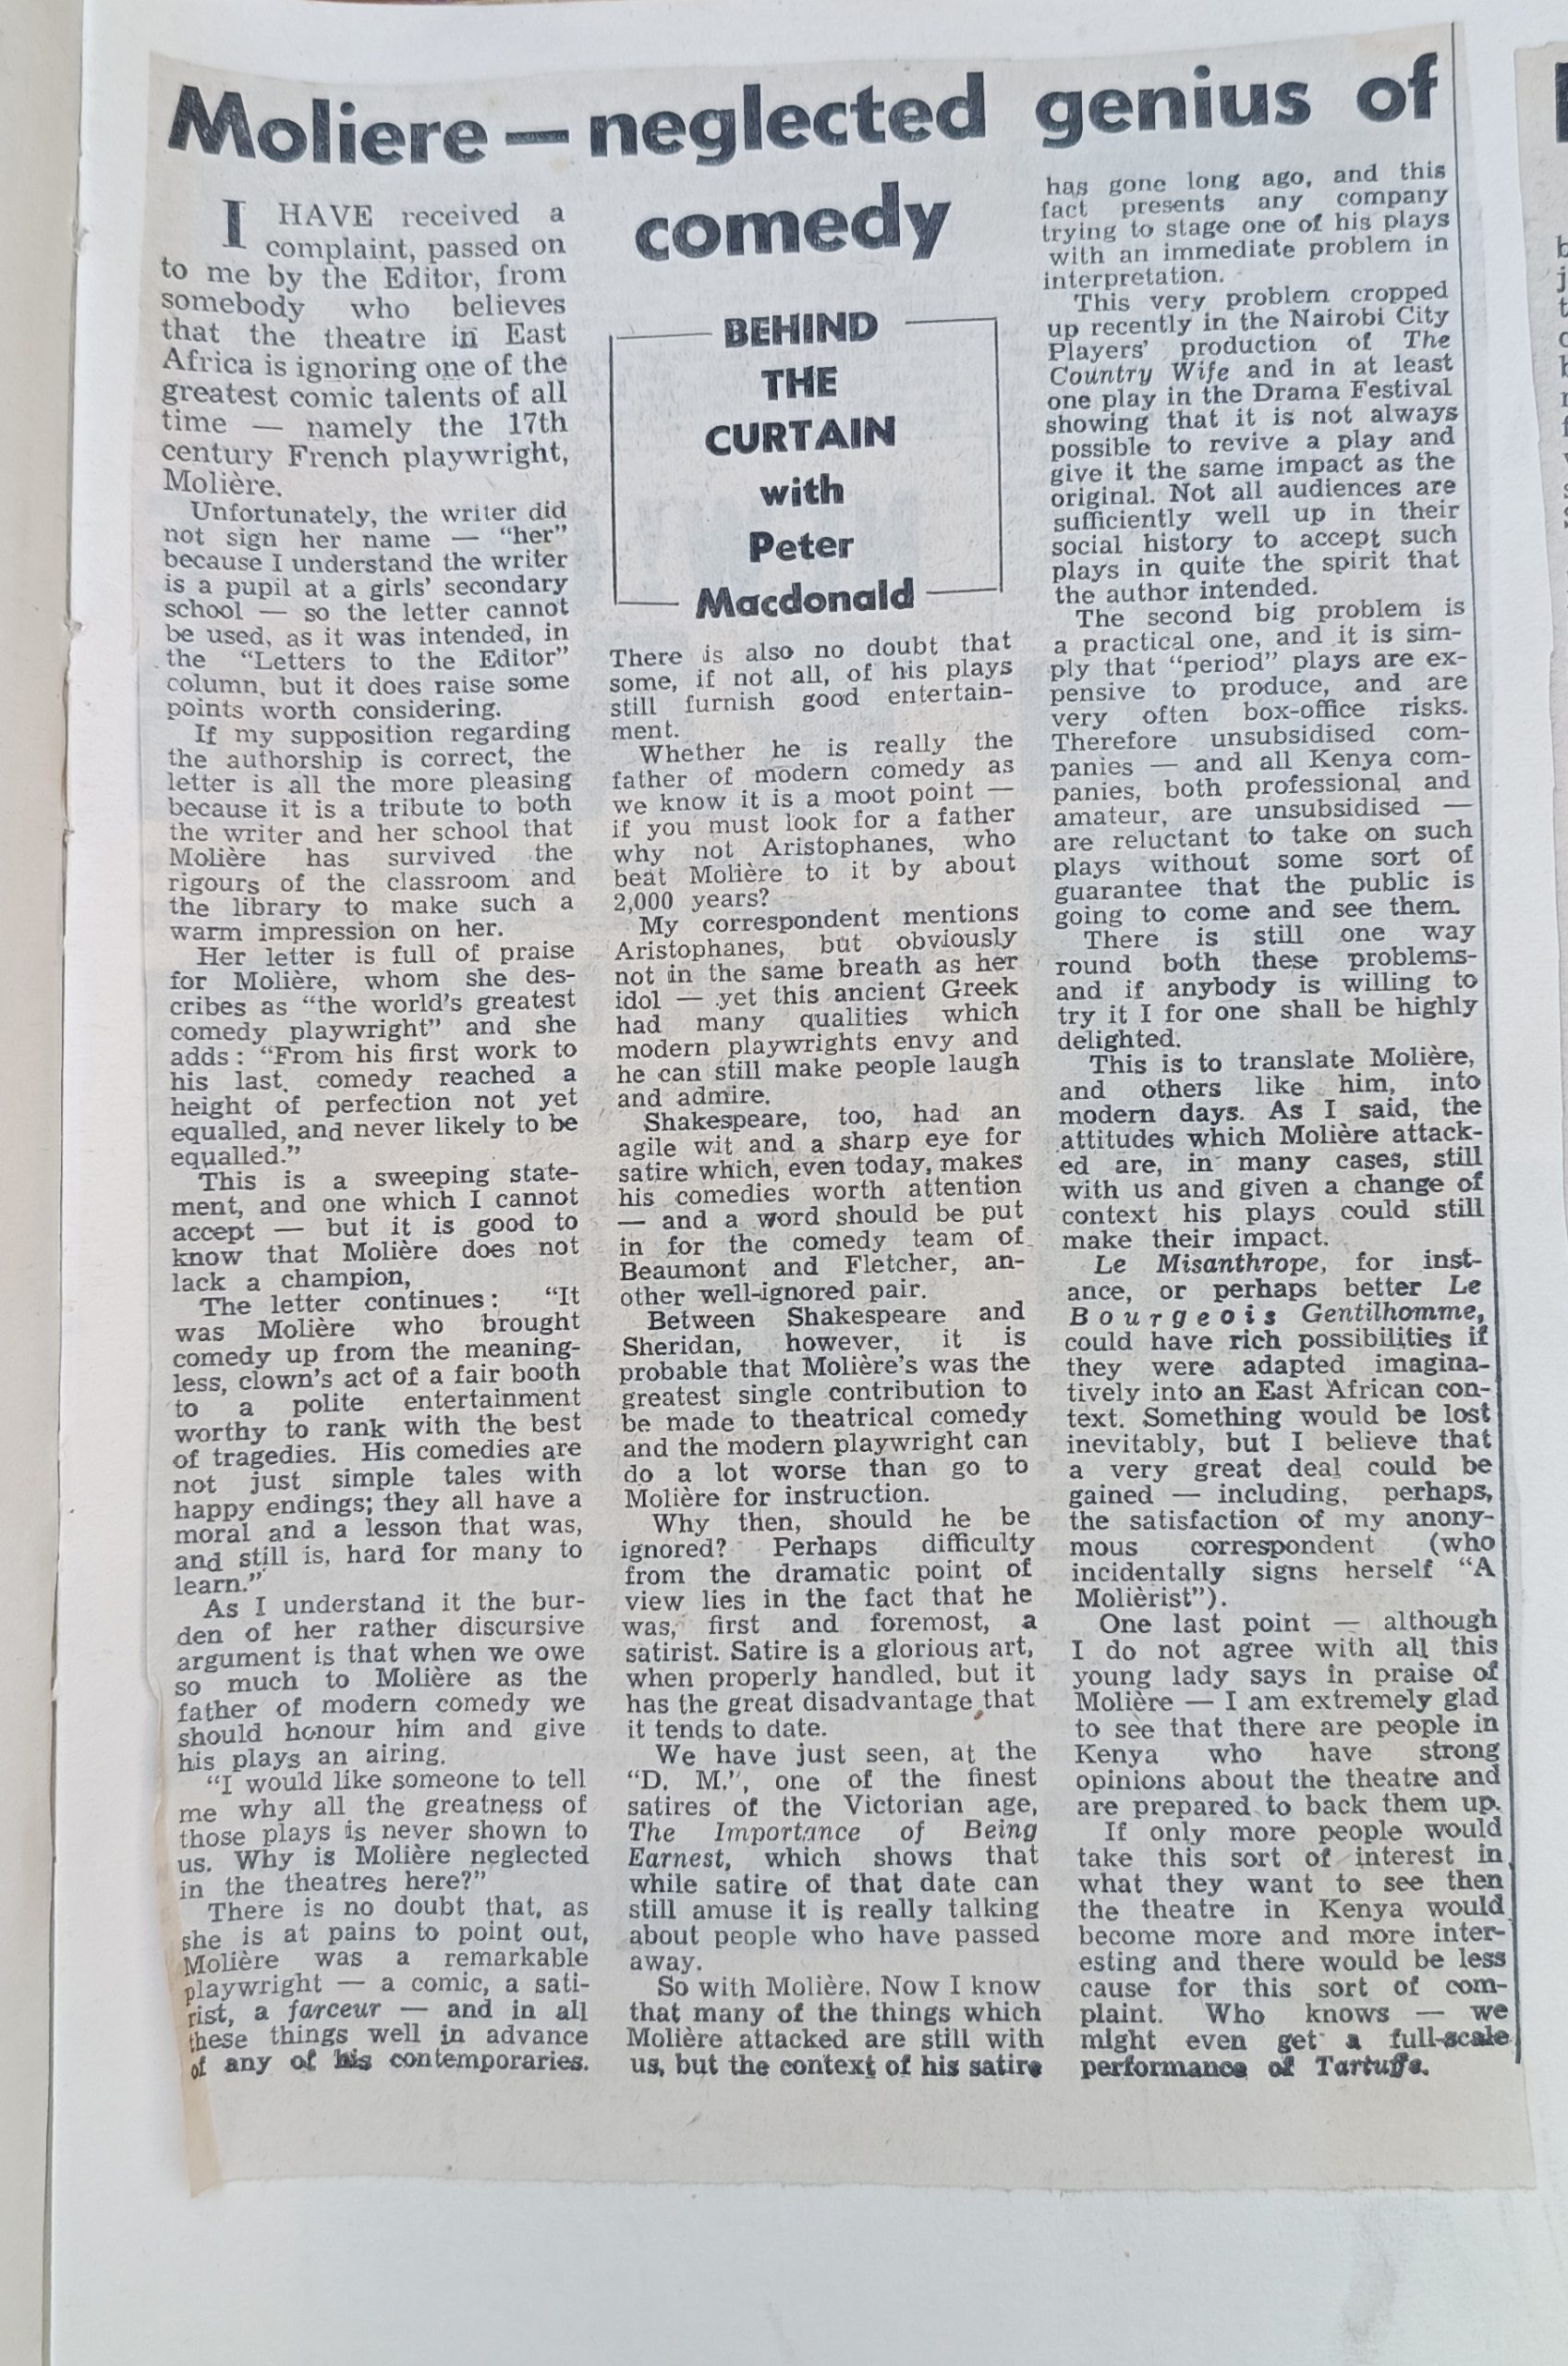 Moliere — neglected genius of
comedy
BEHIND
THE
CURTAIN
with
Peter
Macdonald
I HAVE received a
complaint, passed on
to me by the Editor, from
somebody who believes
that the theatre in East
Africa is ignoring one of the
greatest comic talents of all
time — namely the 17th
century French playwright,
Molière.
Unfortunately, the writer did
not sign her name — “her”
because I understand the writer
is a pupil at a girls’ secondary
school — so the letter cannot
be used, as it was intended, in
the “Letters to the Editor”
column, but it does raise some
points worth considering.
If my supposition regarding
the authorship is correct, the
letter is all the more pleasing
because it is a tribute to both
the writer and her school that
Molière has survived the
rigours of the classroom and
the library to make such a
warm impression on her.
Her letter is full of praise
for Molière, whom she des-
cribes as “the world’s greatest
comedy playwright” and she
adds: “From his first work to
his last, comedy reached a
height of perfection not yet
equalled, and never likely to be
equalled.”
This is a sweeping state-
ment, and one which I cannot
accept — but it is good to
know that Molière does not
lack a champion,
The letter continues: “It
was Molière who brought
comedy up from the meaning-
less, clown’s act of a fair booth
to a polite entertainment
worthy to rank with the best
of tragedies. His comedies are
not just simple tales with
happy endings; they all have a
moral and a lesson that was,
and still is, hard for many to
learn.”
As I understand it the bur-
den of her rather discursive
argument is that when we owe
so much to Molière as the
father of modern comedy we
should honour him and give
his plays an airing.
“I would like someone to tell
me why all the greatness of
those plays is never shown to
us. Why is Molière neglected
in the theatres here?”
There is no doubt that, as
she is at pains to point out,
Molière was a remarkable
playwright — a comic, a sati-
rist, a farceur — and in all
these things well in advance
of any of his contemporaries.
There is also no doubt that
some, if not all, of his plays
still furnish good entertain-
ment.
Whether he is really the
father of modern comedy as
we know it is a moot point —
if you must look for a father
why not Aristophanes, who
beat Molière to it by about
2,000 years?
My correspondent mentions
Aristophanes, but obviously
not in the same breath as her
idol — yet this ancient Greek
had many qualities which
modern playwrights envy and
he can still make people laugh
and admire.
Shakespeare, too, had an
agile wit and a sharp eye for
satire which, even today, makes
his comedies worth attention
— and a word should be put
in for the comedy team of
Beaumont and Fletcher, an-
other well-ignored pair.
Between Shakespeare and
Sheridan, however, it is
probable that Molière’s was the
greatest single contribution to
be made to theatrical comedy
and the modern playwright can
do a lot worse than go to
Molière for instruction.
Why then, should he be
ignored? Perhaps difficulty
from the dramatic point of
view lies in the fact that he
was, first and foremost, a
satirist. Satire is a glorious art,
when properly handled, but it
has the great disadvantage that
it tends to date.
We have just seen, at the
“D. M.”, one of the finest
satires of the Victorian age,
The Importance of Being
Earnest, which shows that
while satire of that date can
still amuse it is really talking
about people who have passed
away.
So with Molière. Now I know
that many of the things which
Molière attacked are still with
us, but the context of his satire
has gone long ago, and this
fact presents any company
trying to stage one of his plays
with an immediate problem in
interpretation.
This very problem cropped
up recently in the Nairobi City
Players’ production of The
Country Wife and in at least
one play in the Drama Festival
showing that it is not always
possible to revive a play and
give it the same impact as the
original. Not all audiences are
sufficiently well up in their
social history to accept such
plays in quite the spirit that
the author intended.
The second big problem is
a practical one, and it is sim-
ply that “period” plays are ex-
pensive to produce, and are
very often box-office risks.
Therefore unsubsidised com-
panies — and all Kenya com-
panies, both professional and
amateur, are unsubsidised —
are reluctant to take on such
plays without some sort of
guarantee that the public is
going to come and see them.
There is still one way
round both these problems-
and if anybody is willing to
try it I for one shall be highly
delighted.
This is to translate Molière,
and others like him, into
modern days. As I said, the
attitudes which Molière attack-
ed are, in many cases, still
with us and given a change of
context his plays could still
make their impact.
Le Misanthrope, for inst-
ance, or perhaps better Le
Bourgeois Gentilhomme,
could have rich possibilities if
they were adapted imagina-
tively into an East African con-
text. Something would be lost
inevitably, but I believe that
a very great deal could be
gained — including, perhaps,
the satisfaction of my anony-
mous correspondent (who
incidentally signs herself “A
Molièrist”).
One last point — although
I do not agree with all this
young lady says in praise of
Molière — I am extremely glad
to see that there are people in
Kenya who have strong
opinions about the theatre and
are prepared to back them up.
If only more people would
take this sort of interest in
what they want to see then
the theatre in Kenya would
become more and more inter-
esting and there would be less
cause for this sort of com-
plaint. Who knows — we
might even get a full-scale
performance of Tartuffe.